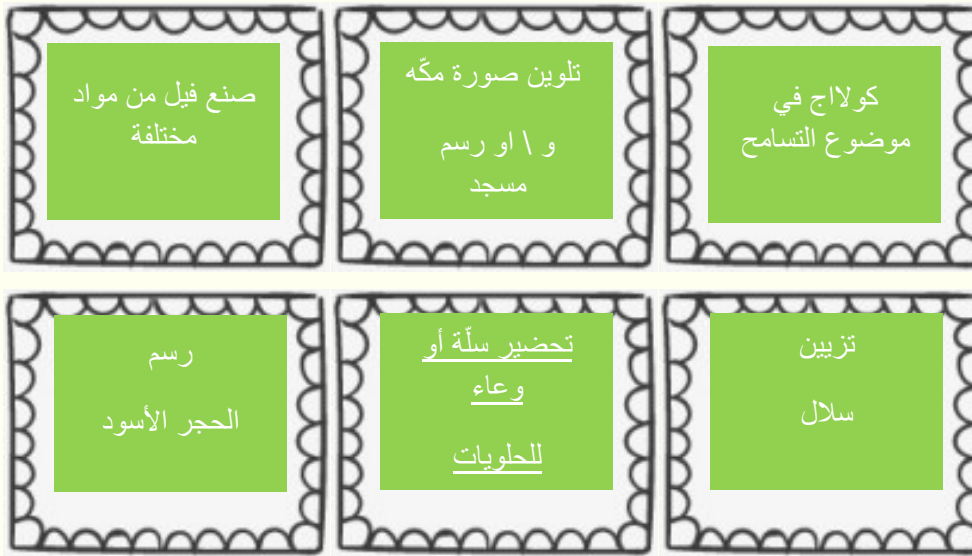 كولااج في
موضوع التسامح
تلوين صورة مكّه
و \ او رسم
مسجد
صنع فيل من مواد
مختلفة
تزيين
سلال
تحضير سلّة أو
وعاء
للحلويات
رسم
الحجر الأسود